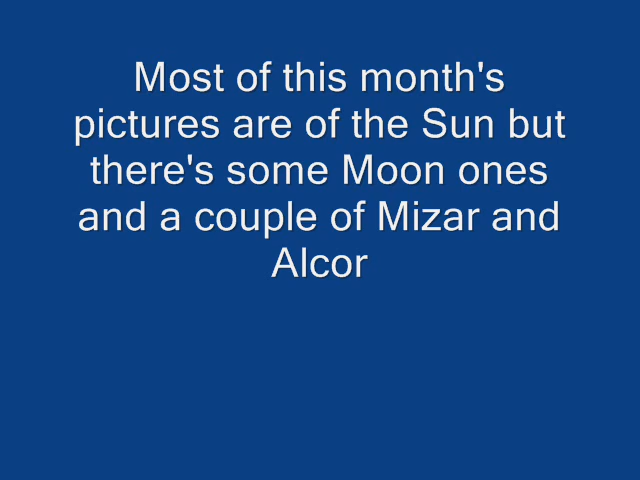 Most of this month's
pictures are of the Sun but
there's some Moon ones
and a couple of Mizar and
Alcor